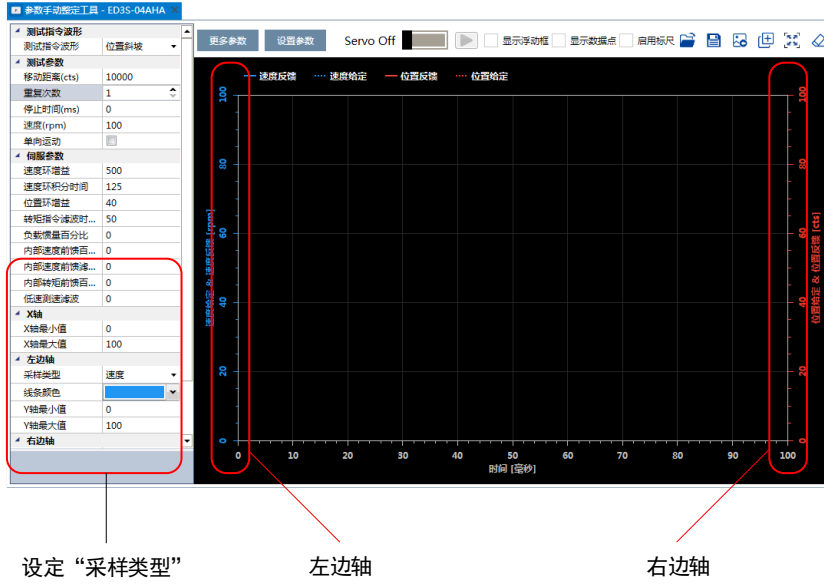 参数手动整定工具 - ED3S-04AHA ×
测试指令波形
测试指令波形 位置斜坡
测试参数
移动距离(cts) 10000
重复次数 1
停止时间(ms) 0
速度(rpm) 100
单向运动
伺服参数
速度环增益 500
速度环积分时间 125
位置环增益 40
转矩指令滤波时... 50
负载惯量百分比 0
内部速度前馈百... 0
内部速度前馈滤... 0
内部转矩前馈百... 0
低速测速滤波 0
X轴
X轴最小值 0
X轴最大值 100
左边轴
采样类型 速度
线条颜色
Y轴最小值 0
Y轴最大值 100
右边轴
更多参数 设置参数 Servo Off 显示浮动框 显示数据点 启用标尺
速度反馈 速度给定 位置反馈 位置给定
100 100
80 80
60 60
40 40
20 20
0 0
速度给定 & 速度反馈 [rpm]
位置给定 & 位置反馈 [cts]
0 10 20 30 40 50 60 70 80 90 100
时间 [毫秒]
设定“采样类型” 左边轴 右边轴